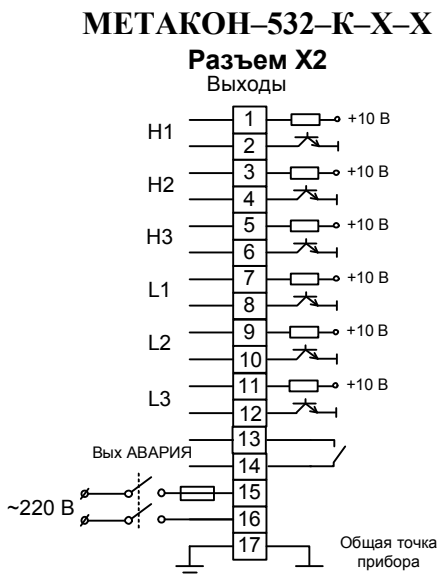 МЕТАКОН–532–К–Х–Х
Разъем Х2
Выходы
H1 1 +10 В
2
H2 3 +10 В
4
H3 5 +10 В
6
L1 7 +10 В
8
L2 9 +10 В
10
L3 11 +10 В
12
Вых АВАРИЯ 13
14
~220 В 15
16
17 Общая точка
прибора